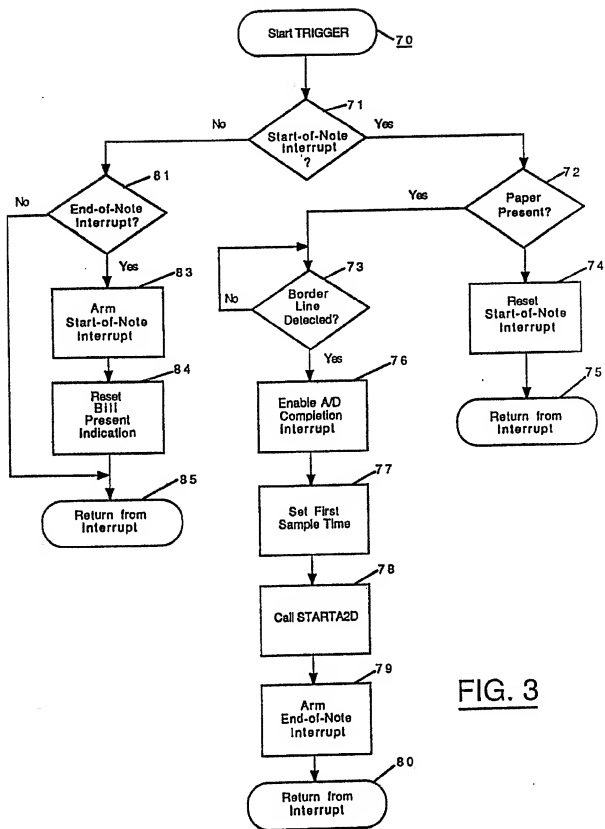 Start TRIGGER
70
71
No
Start-of-Note
Interrupt
?
Yes
81
72
No
End-of-Note
Interrupt?
Yes
Paper
Present?
Yes
83
73
74
Arm
Start-of-Note
Interrupt
No
Border
Line
Detected?
Reset
Start-of-Note
Interrupt
84
Yes
76
75
Reset
Bill
Present
Indication
Enable A/D
Completion
Interrupt
Return from
Interrupt
85
77
Return from
Interrupt
Set First
Sample Time
78
Call STARTA2D
79
Arm
End-of-Note
Interrupt
FIG. 3
80
Return from
Interrupt